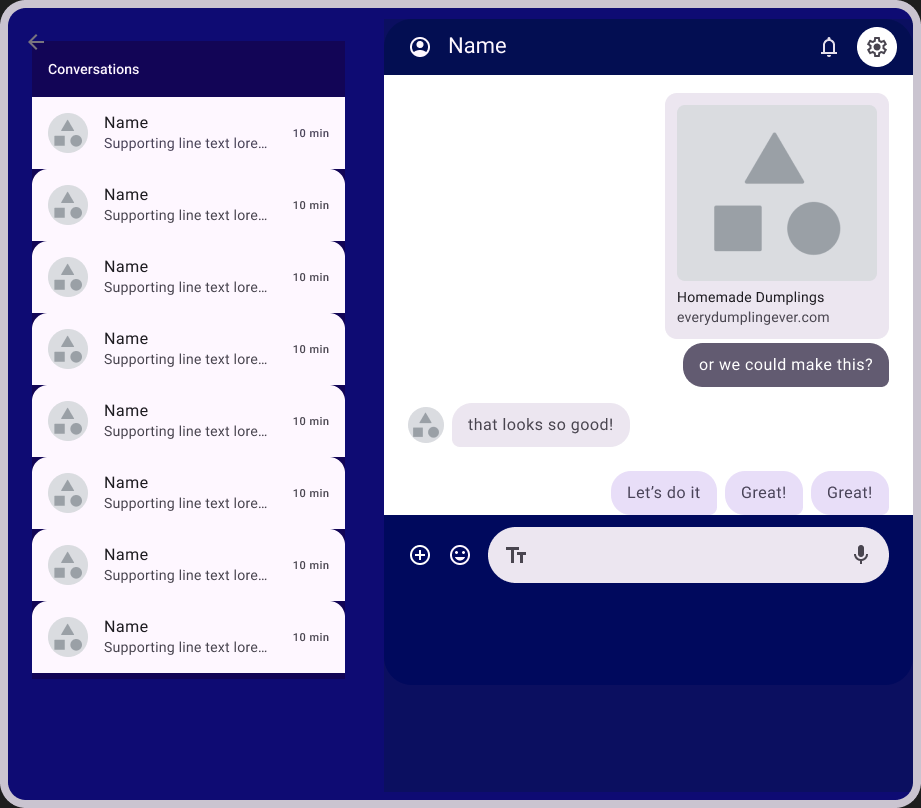 Conversations
Name
Supporting line text lore...
10 min
Name
Supporting line text lore...
10 min
Name
Supporting line text lore...
10 min
Name
Supporting line text lore...
10 min
Name
Supporting line text lore...
10 min
Name
Supporting line text lore...
10 min
Name
Supporting line text lore...
10 min
Name
Supporting line text lore...
10 min
Name
Homemade Dumplings
everydumplingever.com
or we could make this?
that looks so good!
Let’s do it
Great!
Great!
TT